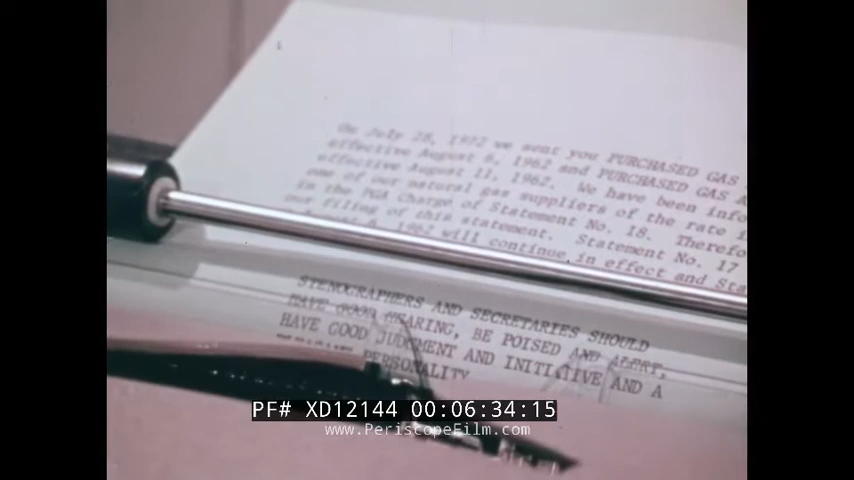 On July 28, 1972 we sent you PURCHASED GAS
effective August 6, 1962 and PURCHASED GAS A
effective August 11, 1962. We have been info
one of our natural gas suppliers of the rate i
in the PGA Charge of Statement No. 18. Therefo
our filing of this statement. Statement No. 17
August 6, 1962 will continue in effect and Sta
STENOGRAPHERS AND SECRETARIES SHOULD
HAVE GOOD HEARING, BE POISED AND ALERT,
HAVE GOOD JUDGMENT AND INITIATIVE AND A
PERSONALITY
PF# XD12144 00:06:34:15
www.PeriscopeFilm.com